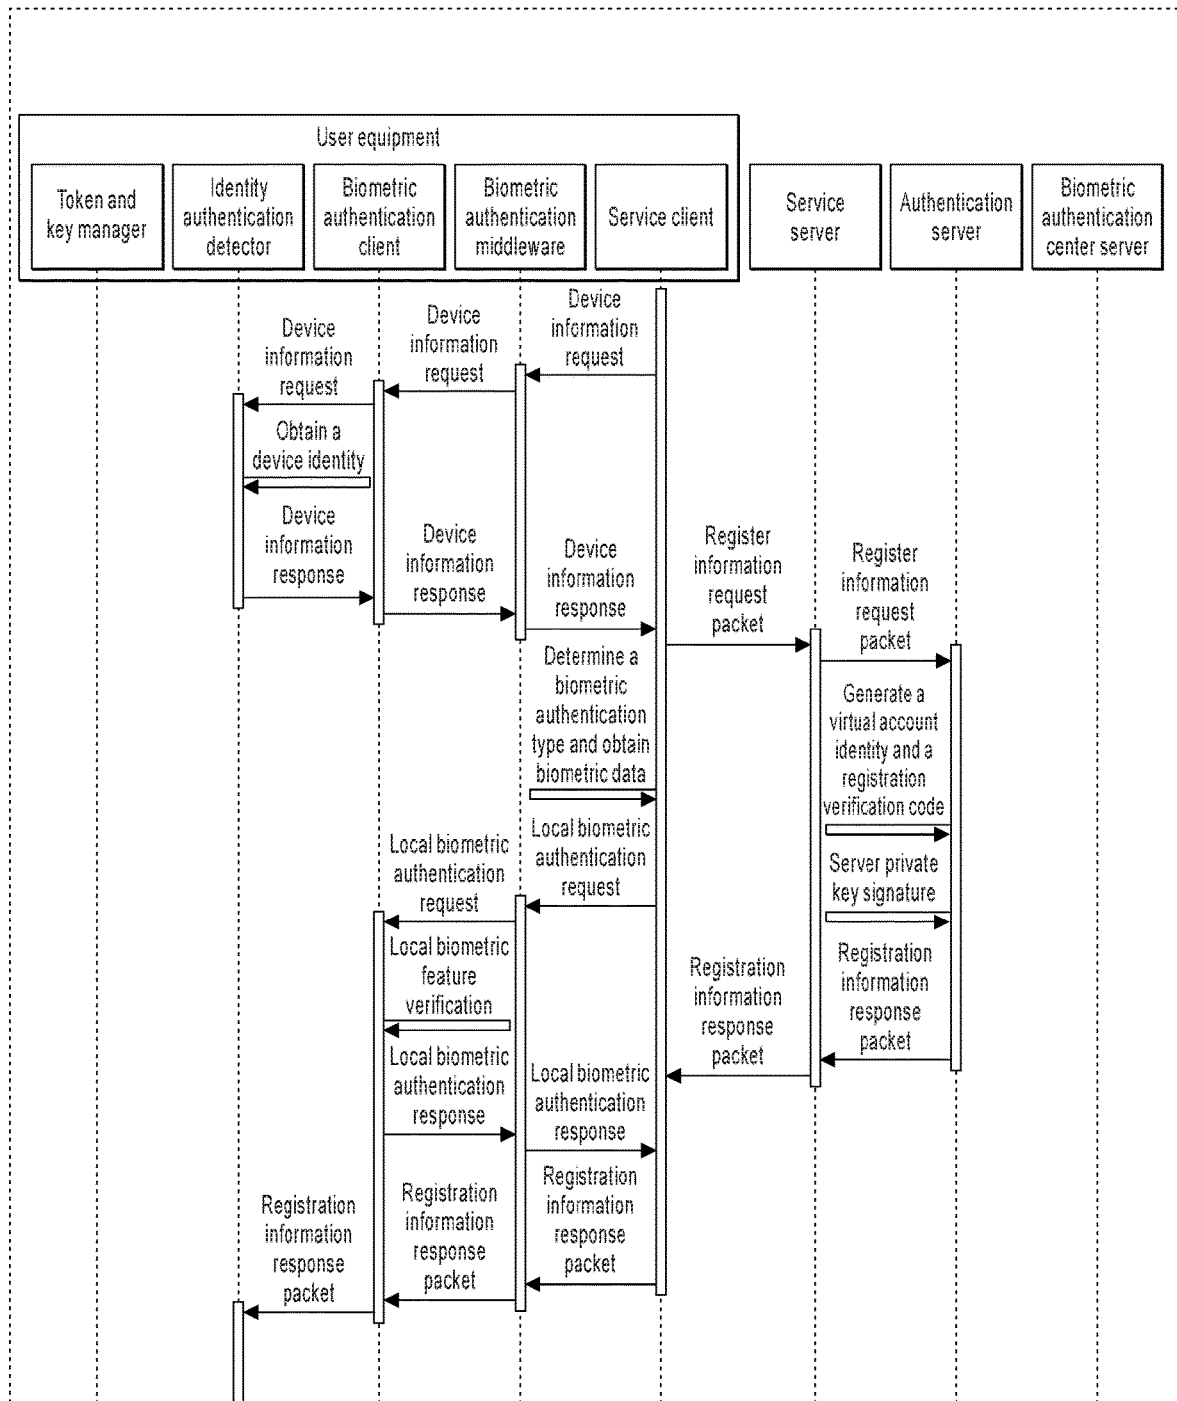 User equipment
Token and
key manager
Identity
authentication
detector
Biometric
authentication
client
Biometric
authentication
middleware
Service client
Service
server
Authentication
server
Biometric
authentication
center server
Device
information
request
Device
information
request
Device
information
request
Obtain a
device identity
Device
information
response
Device
information
response
Device
information
response
Register
information
request
packet
Register
information
request
packet
Determine a
biometric
authentication
type and obtain
biometric data
Generate a
virtual account
identity and a
registration
verification code
Local biometric
authentication
request
Local biometric
authentication
request
Server private
key signature
Local biometric
feature
verification
Registration
information
response
packet
Registration
information
response
packet
Local biometric
authentication
response
Local biometric
authentication
response
Registration
information
response
packet
Registration
information
response
packet
Registration
information
response
packet